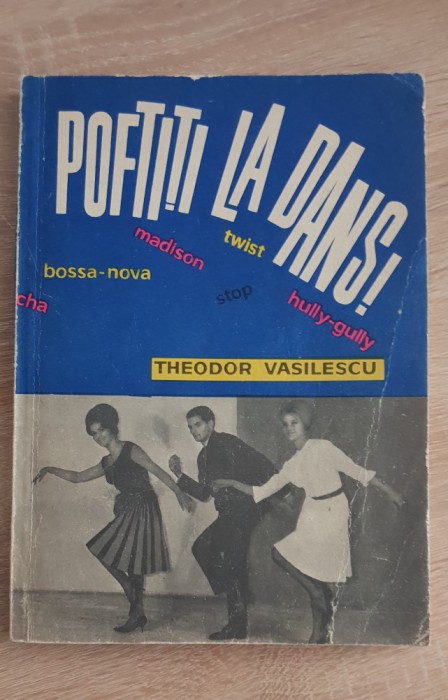 POFTIȚI LA DANS!
madison
twist
bossa-nova
cha
stop
hully-gully
THEODOR VASILESCU